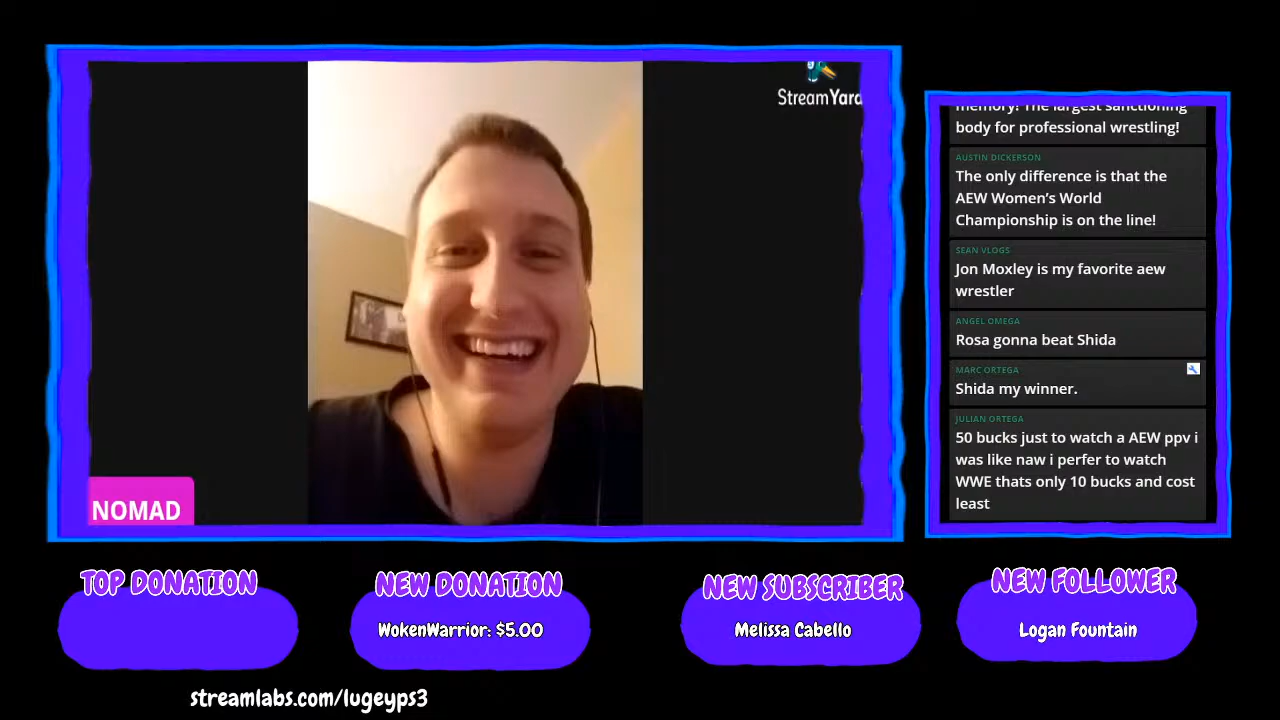 StreamYard
NOMAD
memory! The largest sanctioning
body for professional wrestling!
AUSTIN DICKERSON
The only difference is that the
AEW Women’s World
Championship is on the line!
SEAN VLOGS
Jon Moxley is my favorite aew
wrestler
ANGEL OMEGA
Rosa gonna beat Shida
MARC ORTEGA
Shida my winner.
JULIAN ORTEGA
50 bucks just to watch a AEW ppv i
was like naw i perfer to watch
WWE thats only 10 bucks and cost
least
TOP DONATION
NEW DONATION
WokenWarrior: $5.00
NEW SUBSCRIBER
Melissa Cabello
NEW FOLLOWER
Logan Fountain
streamlabs.com/lugeyps3